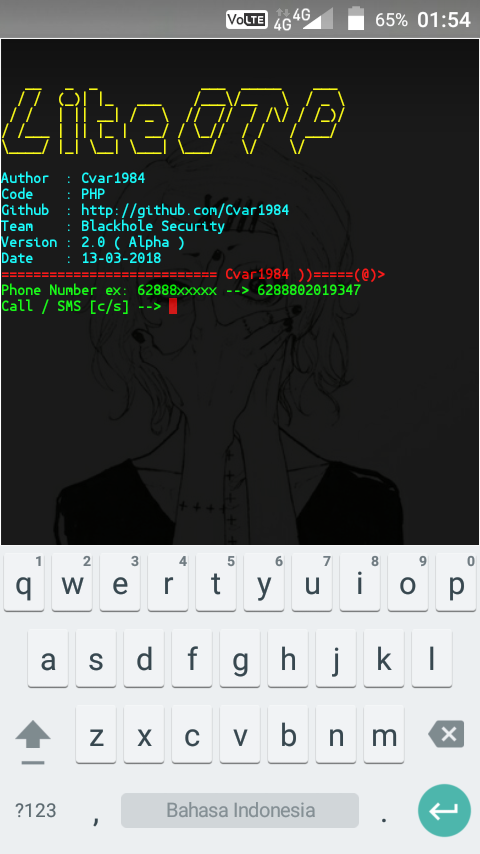 VoLTE 4G 4G 65% 01:54
LiteOTP
Author : Cvar1984
Code : PHP
Github : http://github.com/Cvar1984
Team : Blackhole Security
Version : 2.0 ( Alpha )
Date : 13-03-2018
=========================== Cvar1984 ))=====(@)>
Phone Number ex: 62888xxxxx --> 6288802019347
Call / SMS [c/s] -->
1 2 3 4 5 6 7 8 9 0
q w e r t y u i o p
a s d f g h j k l
z x c v b n m
?123 , Bahasa Indonesia .